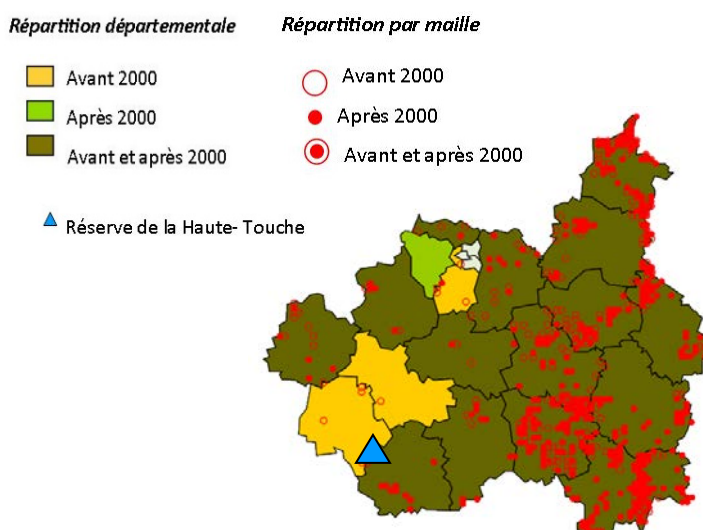 Répartition départementale
Avant 2000
Après 2000
Avant et après 2000
Répartition par maille
Avant 2000
Après 2000
Avant et après 2000
Réserve de la Haute- Touche